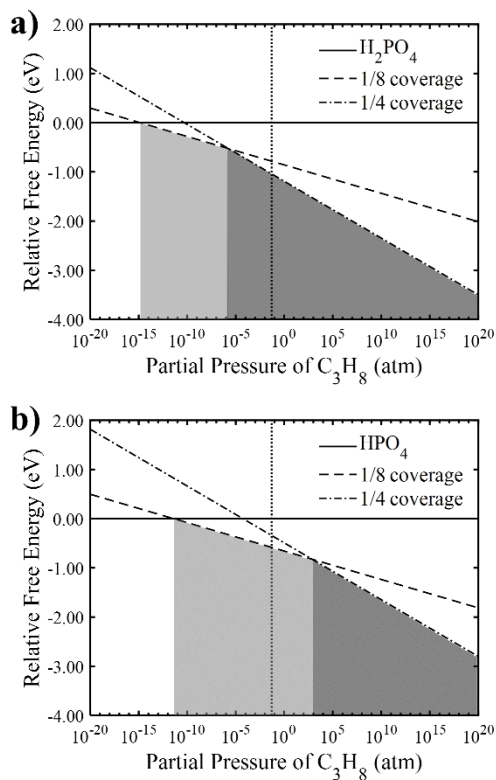 a)
2.00
1.00
0.00
-1.00
-2.00
-3.00
-4.00
Relative Free Energy (eV)
H₂PO₄
1/8 coverage
1/4 coverage
10⁻²⁰ 10⁻¹⁵ 10⁻¹⁰ 10⁻⁵ 10⁰ 10⁵ 10¹⁰ 10¹⁵ 10²⁰
Partial Pressure of C₃H₈ (atm)
b)
2.00
1.00
0.00
-1.00
-2.00
-3.00
-4.00
Relative Free Energy (eV)
HPO₄
1/8 coverage
1/4 coverage
10⁻²⁰ 10⁻¹⁵ 10⁻¹⁰ 10⁻⁵ 10⁰ 10⁵ 10¹⁰ 10¹⁵ 10²⁰
Partial Pressure of C₃H₈ (atm)